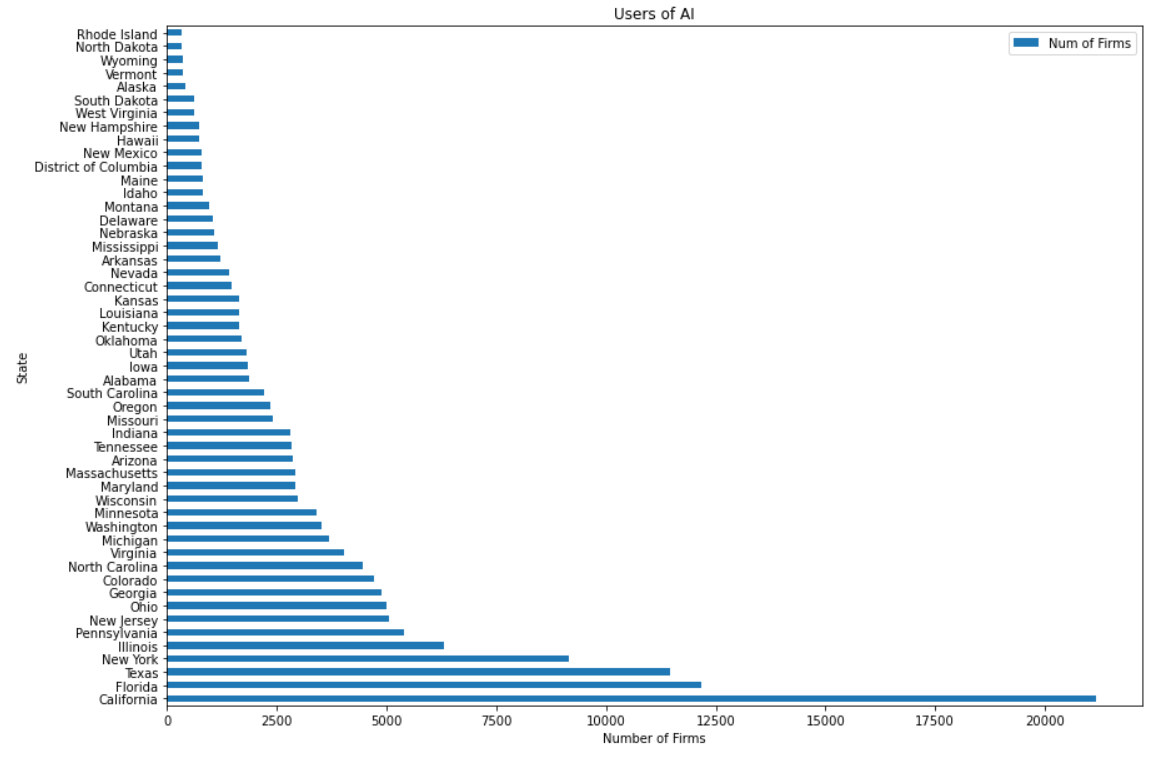 Users of AI
Num of Firms
Rhode Island
North Dakota
Wyoming
Vermont
Alaska
South Dakota
West Virginia
New Hampshire
Hawaii
New Mexico
District of Columbia
Maine
Idaho
Montana
Delaware
Nebraska
Mississippi
Arkansas
Nevada
Connecticut
Kansas
Louisiana
Kentucky
Oklahoma
Utah
Iowa
Alabama
South Carolina
Oregon
Missouri
Indiana
Tennessee
Arizona
Massachusetts
Maryland
Wisconsin
Minnesota
Washington
Michigan
Virginia
North Carolina
Colorado
Georgia
Ohio
New Jersey
Pennsylvania
Illinois
New York
Texas
Florida
California
State
0 2500 5000 7500 10000 12500 15000 17500 20000
Number of Firms